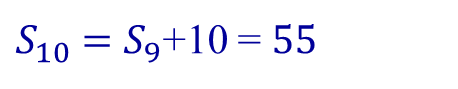 S₁₀ = S₉+10 = 55